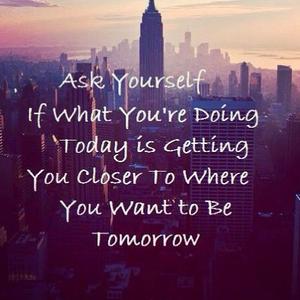 Ask Yourself
If What You're Doing
Today is Getting
You Closer To Where
You Want to Be
Tomorrow